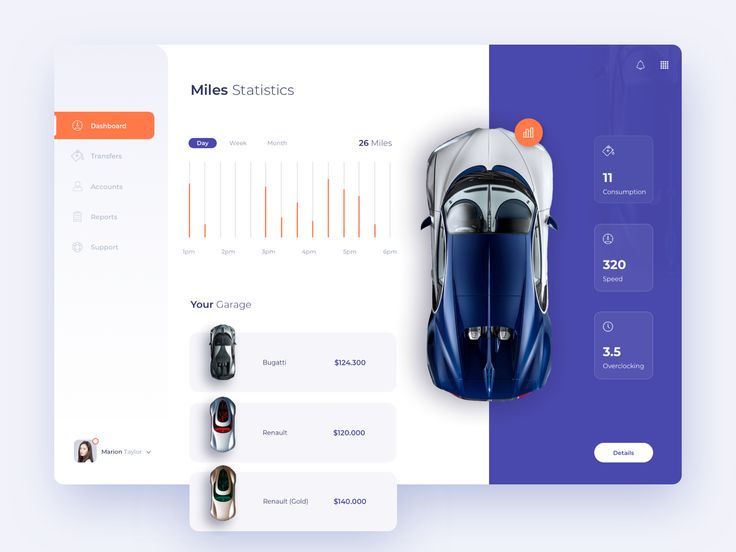 Miles Statistics
Dashboard
Transfers
Accounts
Reports
Support
Day Week Month 26 Miles
1pm 2pm 3pm 4pm 5pm 6pm
Your Garage
Bugatti $124.300
Renault $120.000
Renault (Gold) $140.000
11
Consumption
320
Speed
3.5
Overclocking
Details
Marion Taylor